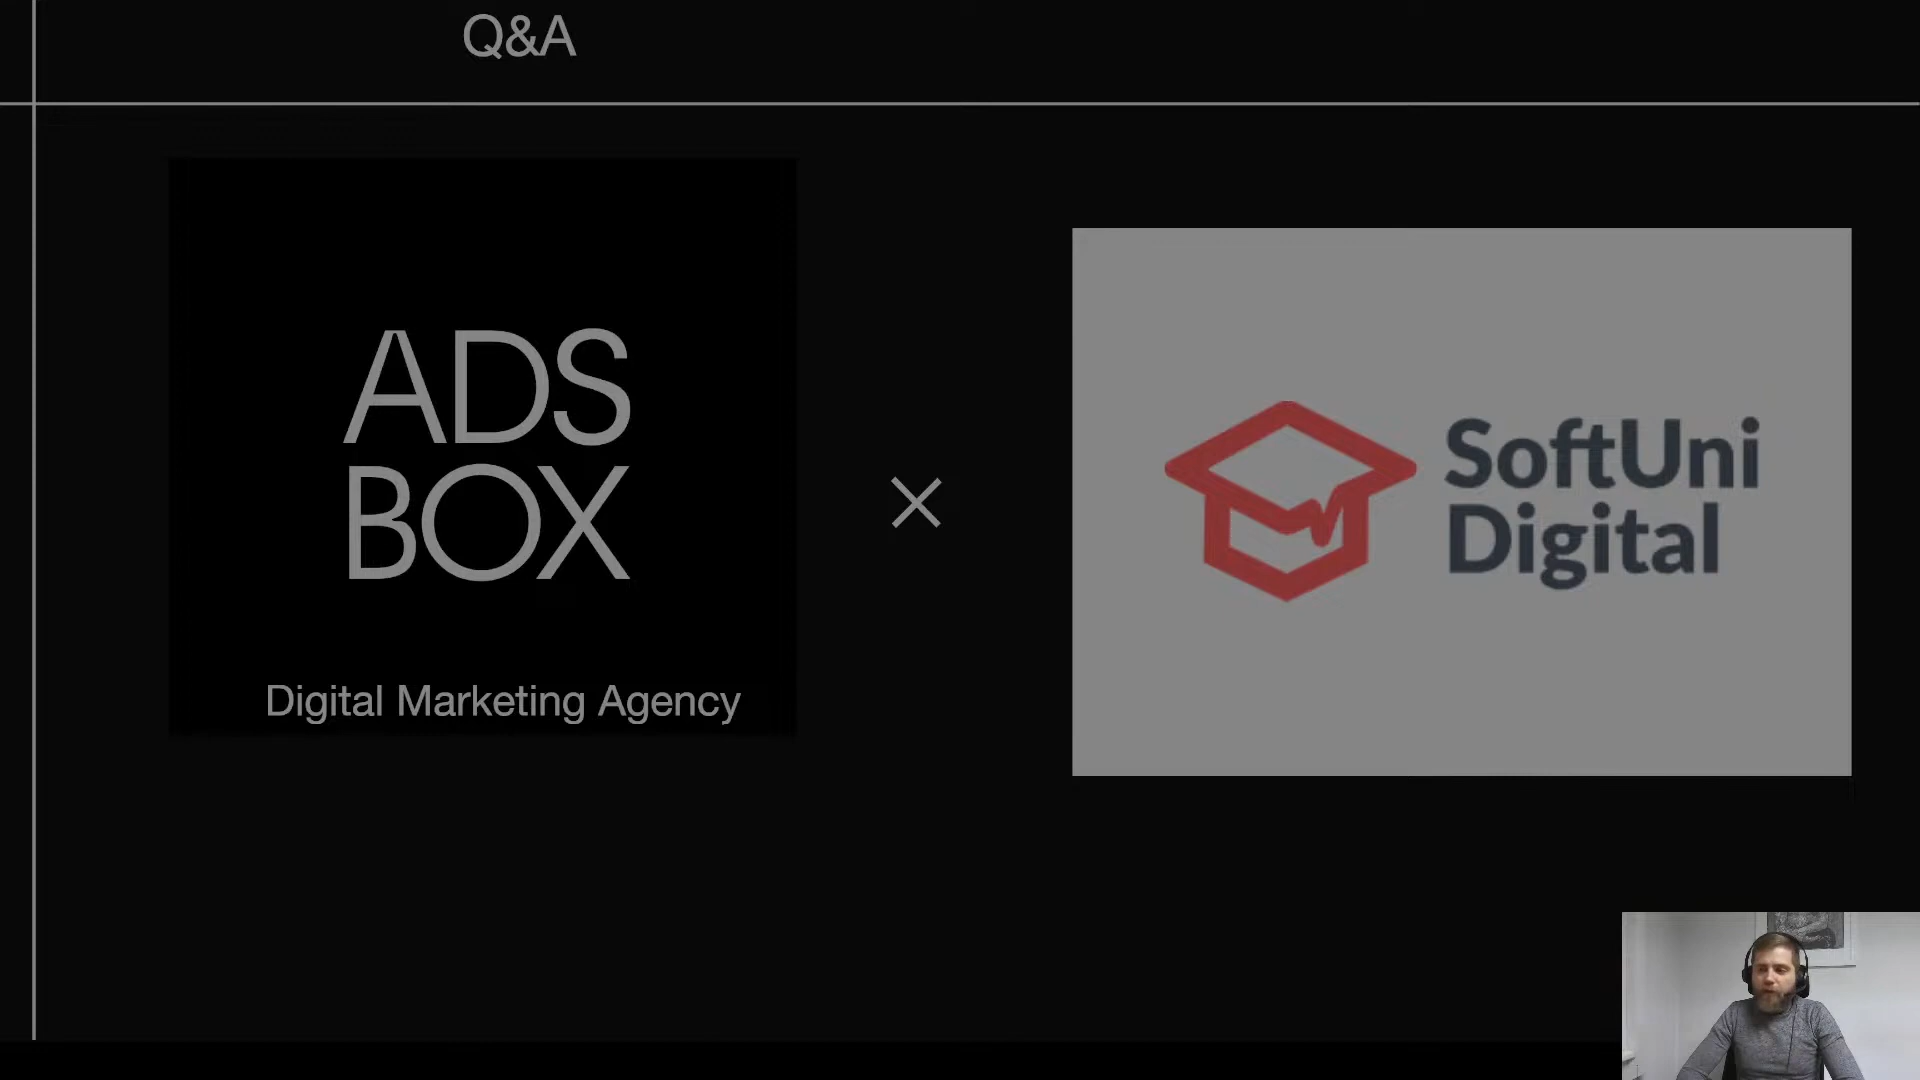 Q&A
ADS
BOX
Digital Marketing Agency
SoftUni
Digital